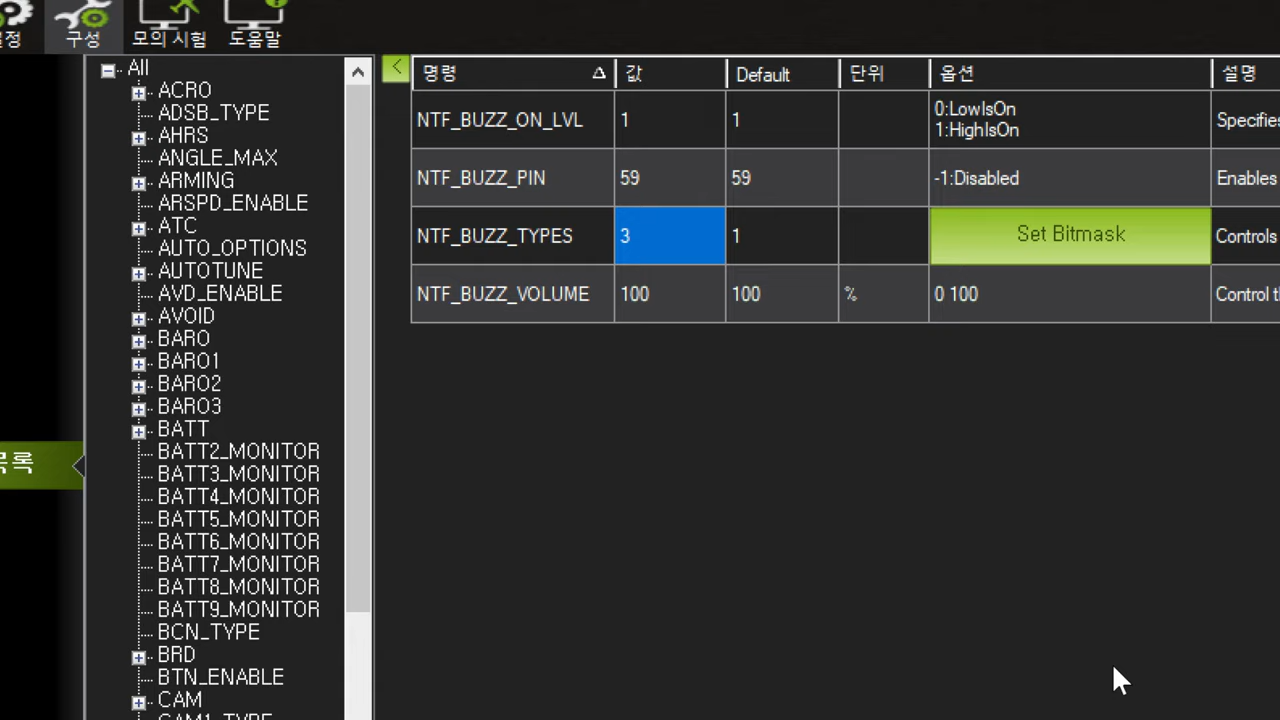 구성
모의 시험
도움말
All
ACRO
ADSB_TYPE
AHRS
ANGLE_MAX
ARMING
ARSPD_ENABLE
ATC
AUTO_OPTIONS
AUTOTUNE
AVD_ENABLE
AVOID
BARO
BARO1
BARO2
BARO3
BATT
BATT2_MONITOR
BATT3_MONITOR
BATT4_MONITOR
BATT5_MONITOR
BATT6_MONITOR
BATT7_MONITOR
BATT8_MONITOR
BATT9_MONITOR
BCN_TYPE
BRD
BTN_ENABLE
CAM
CAM1_TYPE
<
명령 값 Default 단위 옵션 설명
NTF_BUZZ_ON_LVL 1 1 0:LowIsOn Specifies
1:HighIsOn
NTF_BUZZ_PIN 59 59 -1:Disabled Enables
NTF_BUZZ_TYPES 3 1 Set Bitmask Controls
NTF_BUZZ_VOLUME 100 100 % 0 100 Control